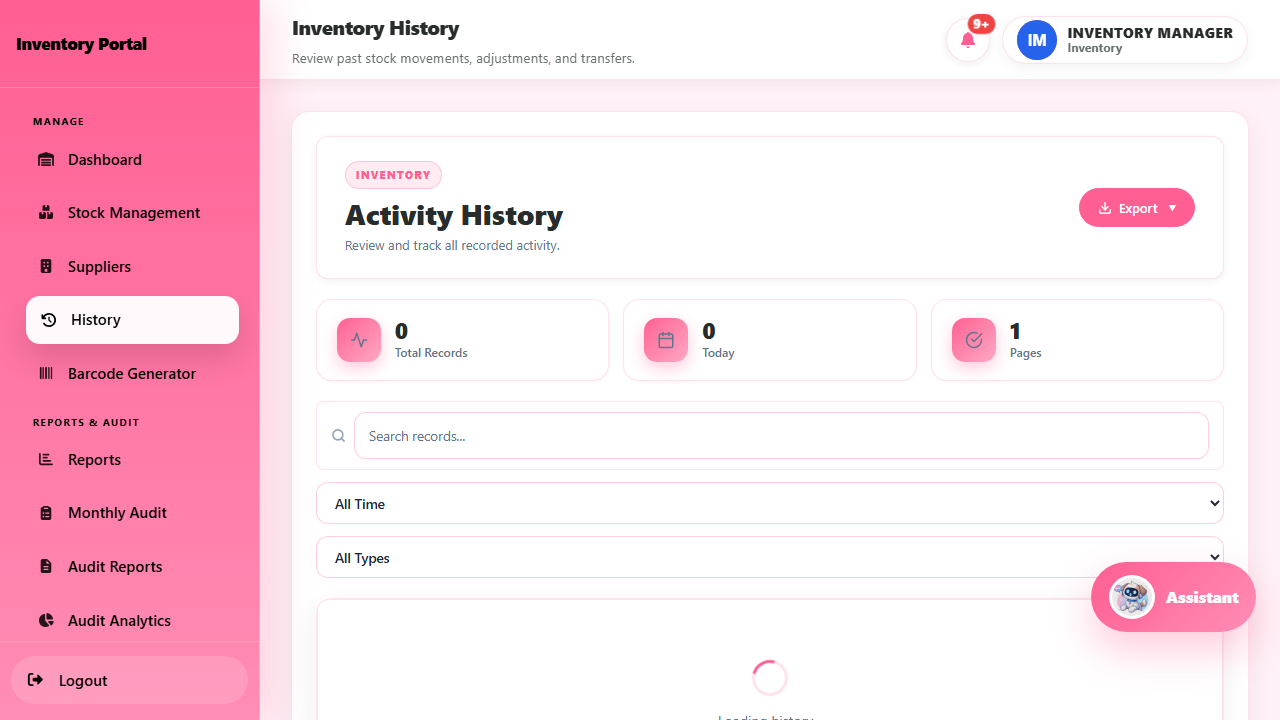 Inventory Portal
MANAGE
Dashboard
Stock Management
Suppliers
History
Barcode Generator
REPORTS & AUDIT
Reports
Monthly Audit
Audit Reports
Audit Analytics
Logout
Inventory History
Review past stock movements, adjustments, and transfers.
9+
IM
INVENTORY MANAGER
Inventory
INVENTORY
Activity History
Review and track all recorded activity.
Export
0
Total Records
0
Today
1
Pages
Search records...
All Time
All Types
Assistant
Loading history